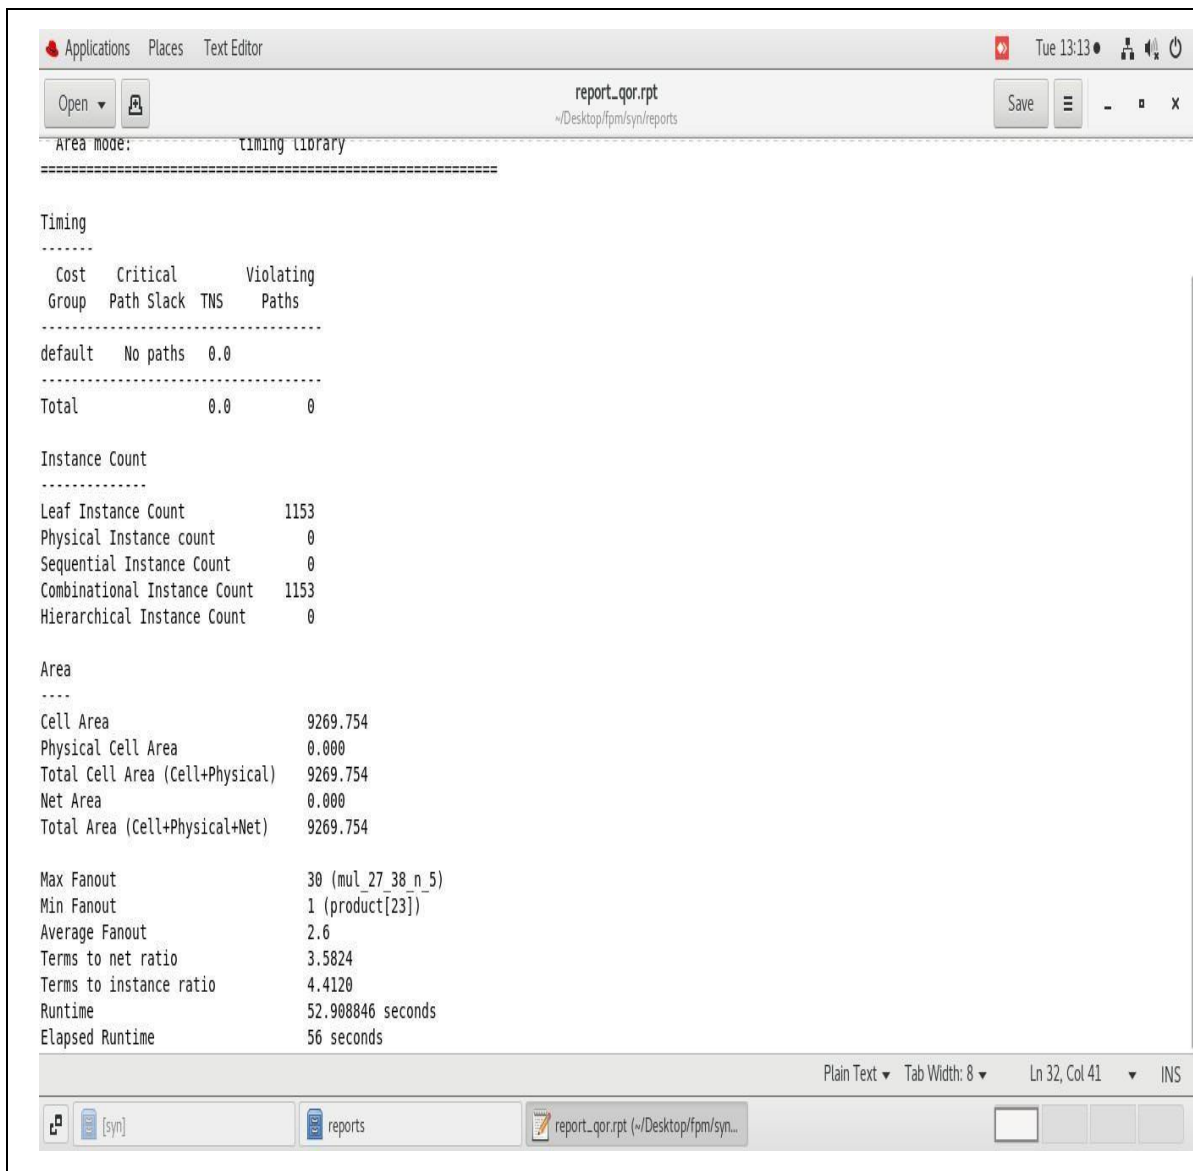 Applications Places Text Editor Tue 13:13
Open report_qor.rpt Save
~/Desktop/fpm/syn/reports
Area mode: timing library
============================================================
Timing
-------
Cost Critical Violating
Group Path Slack TNS Paths
-------------------------------------
default No paths 0.0
-------------------------------------
Total 0.0 0
Instance Count
--------------
Leaf Instance Count 1153
Physical Instance count 0
Sequential Instance Count 0
Combinational Instance Count 1153
Hierarchical Instance Count 0
Area
----
Cell Area 9269.754
Physical Cell Area 0.000
Total Cell Area (Cell+Physical) 9269.754
Net Area 0.000
Total Area (Cell+Physical+Net) 9269.754
Max Fanout 30 (mul_27_38_n_5)
Min Fanout 1 (product[23])
Average Fanout 2.6
Terms to net ratio 3.5824
Terms to instance ratio 4.4120
Runtime 52.908846 seconds
Elapsed Runtime 56 seconds
Plain Text Tab Width: 8 Ln 32, Col 41 INS
[syn] reports report_qor.rpt (~/Desktop/fpm/syn...